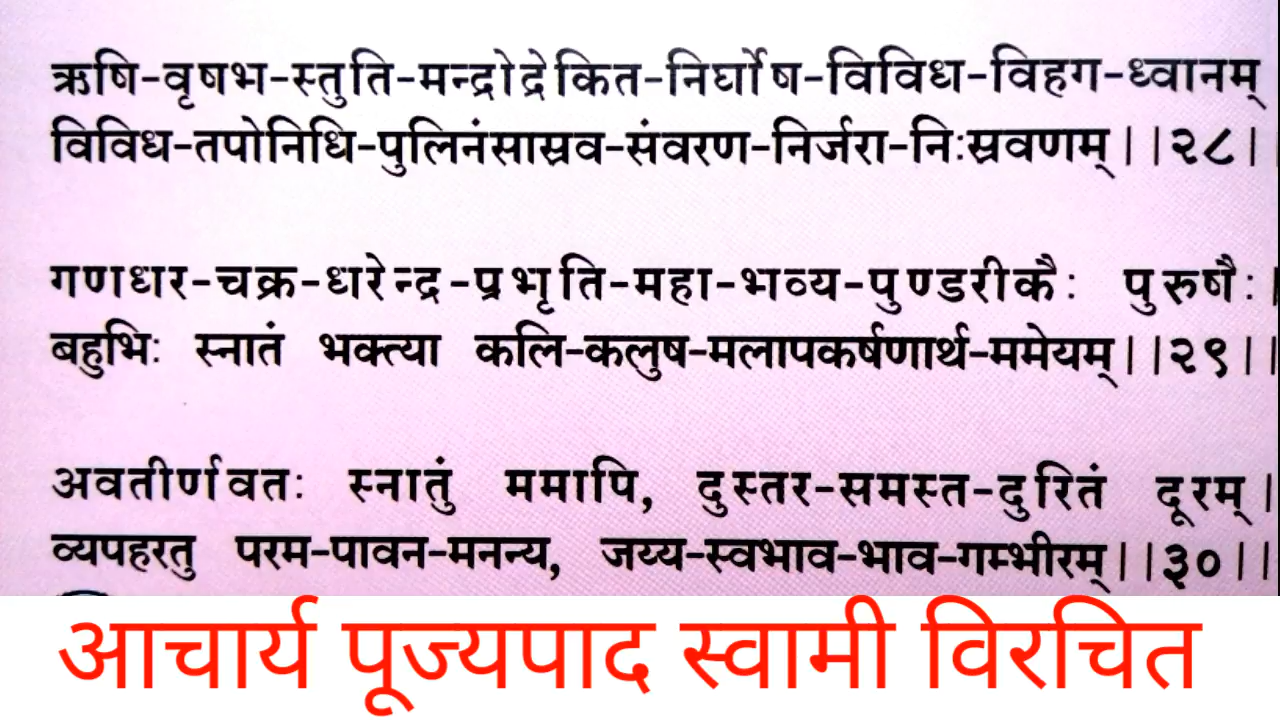 ऋषि-वृषभ-स्तुति-मन्द्रोद्रेकित-निर्घोष-विविध-विहग-ध्वानम्
विविध-तपोनिधि-पुलिनंसास्रव-संवरण-निर्जरा-निःस्रवणम्||२८|
गणधर-चक्र-धरेन्द्र-प्रभृति-महा-भव्य-पुण्डरीकैः पुरुषैः|
बहुभिः स्नातं भक्त्या कलि-कलुष-मलापकर्षणार्थ-ममेयम्||२९||
अवतीर्णवतः स्नातुं ममापि, दुस्तर-समस्त-दुरितं दूरम्|
व्यपहरतु परम-पावन-मनन्य, जय्य-स्वभाव-भाव-गम्भीरम्||३०||
आचार्य पूज्यपाद स्वामी विरचित